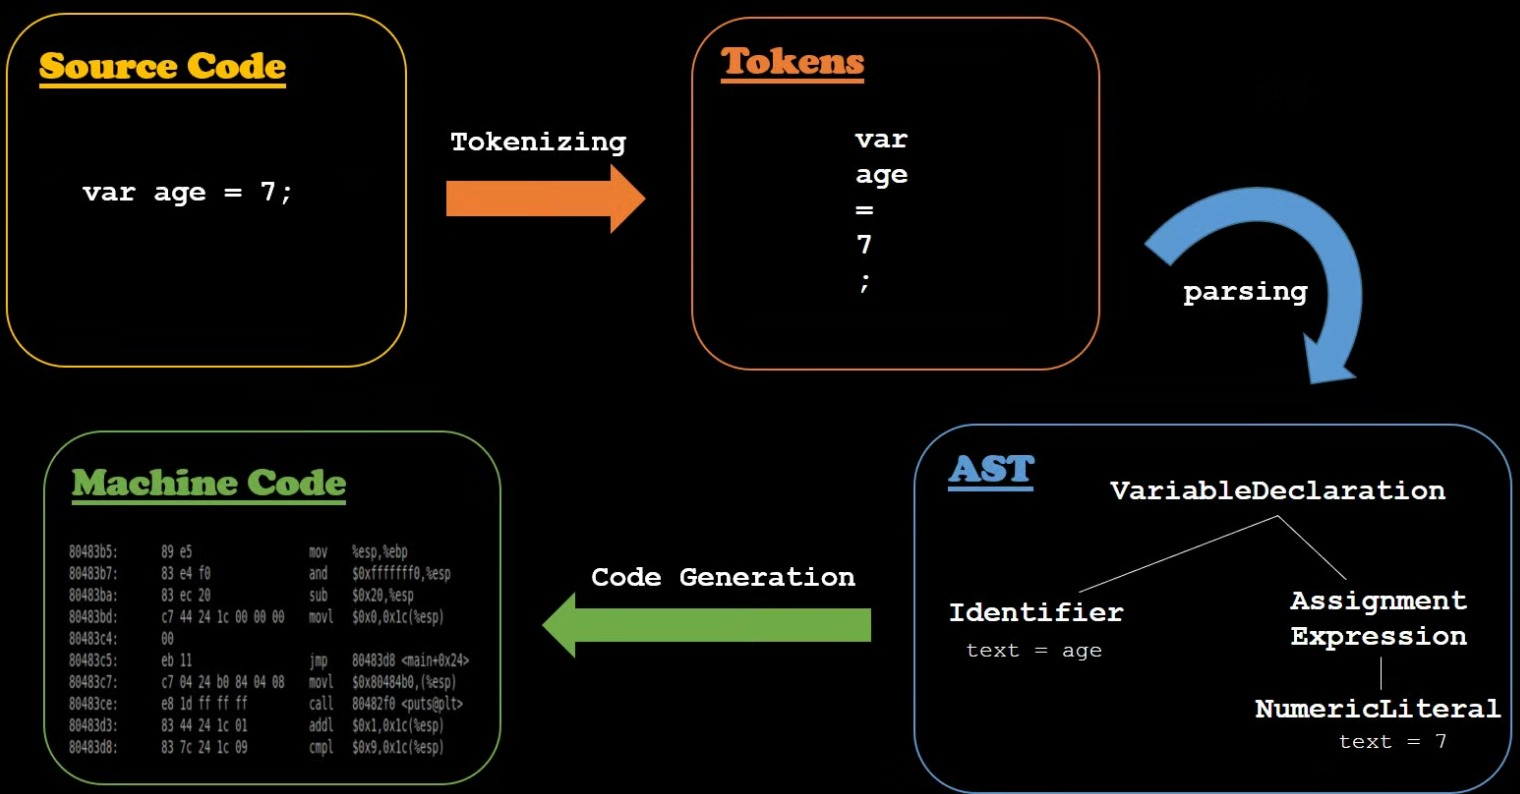 Source Code
var age = 7;
Tokenizing
Tokens
var
age
=
7
;
parsing
AST
VariableDeclaration
Identifier
text = age
Assignment
Expression
NumericLiteral
text = 7
Code Generation
Machine Code
80483b5: 89 e5 mov %esp,%ebp
80483b7: 83 e4 f0 and $0xfffffff0,%esp
80483ba: 83 ec 20 sub $0x20,%esp
80483bd: c7 44 24 1c 00 00 00 movl $0x0,0x1c(%esp)
80483c4: 00
80483c5: eb 11 jmp 80483d8 <main+0x24>
80483c7: c7 04 24 b0 84 04 08 movl $0x80484b0,(%esp)
80483ce: e8 1d ff ff ff call 80482f0 <puts@plt>
80483d3: 83 44 24 1c 01 addl $0x1,0x1c(%esp)
80483d8: 83 7c 24 1c 09 cmpl $0x9,0x1c(%esp)